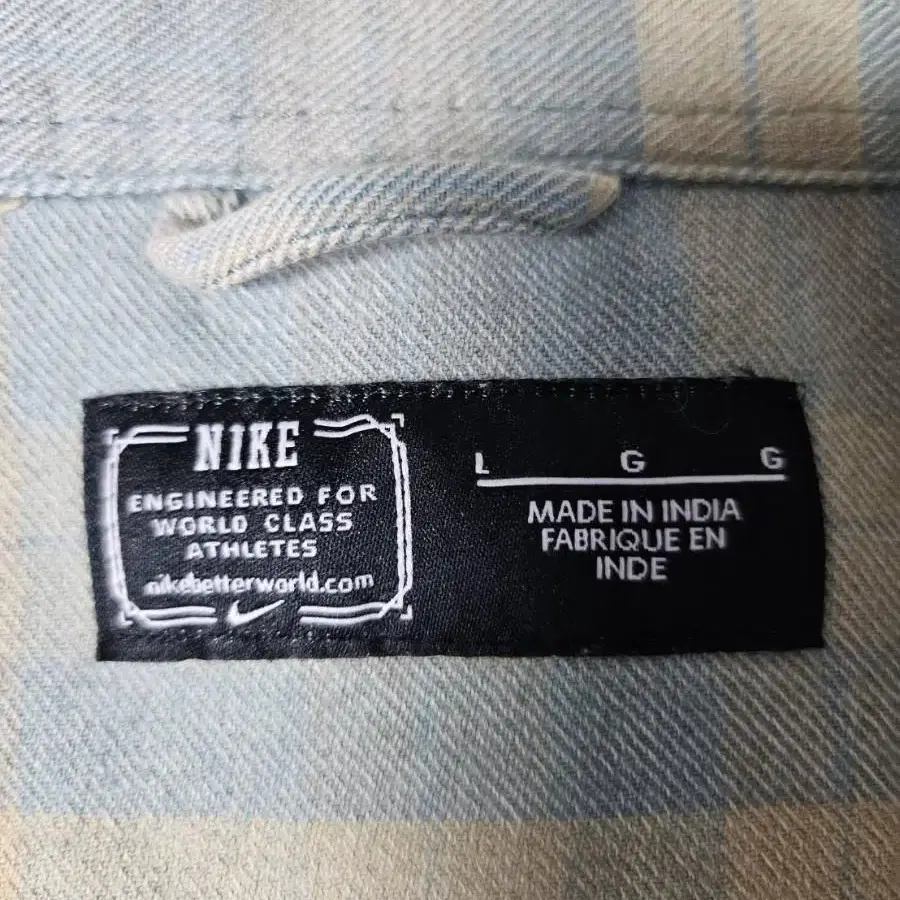 NIKE
ENGINEERED FOR
WORLD CLASS
ATHLETES
nikebetterworld.com
L G G
MADE IN INDIA
FABRIQUE EN
INDE